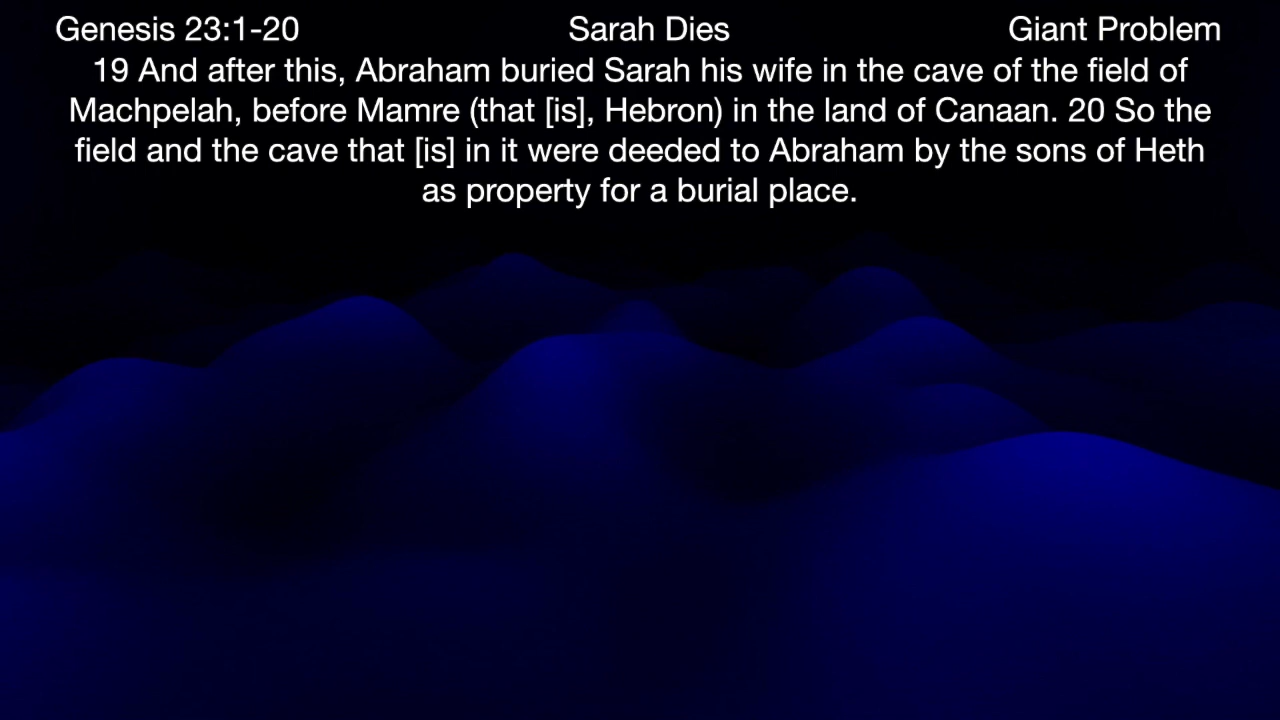 Genesis 23:1-20 Sarah Dies Giant Problem
19 And after this, Abraham buried Sarah his wife in the cave of the field of
Machpelah, before Mamre (that [is], Hebron) in the land of Canaan. 20 So the
field and the cave that [is] in it were deeded to Abraham by the sons of Heth
as property for a burial place.